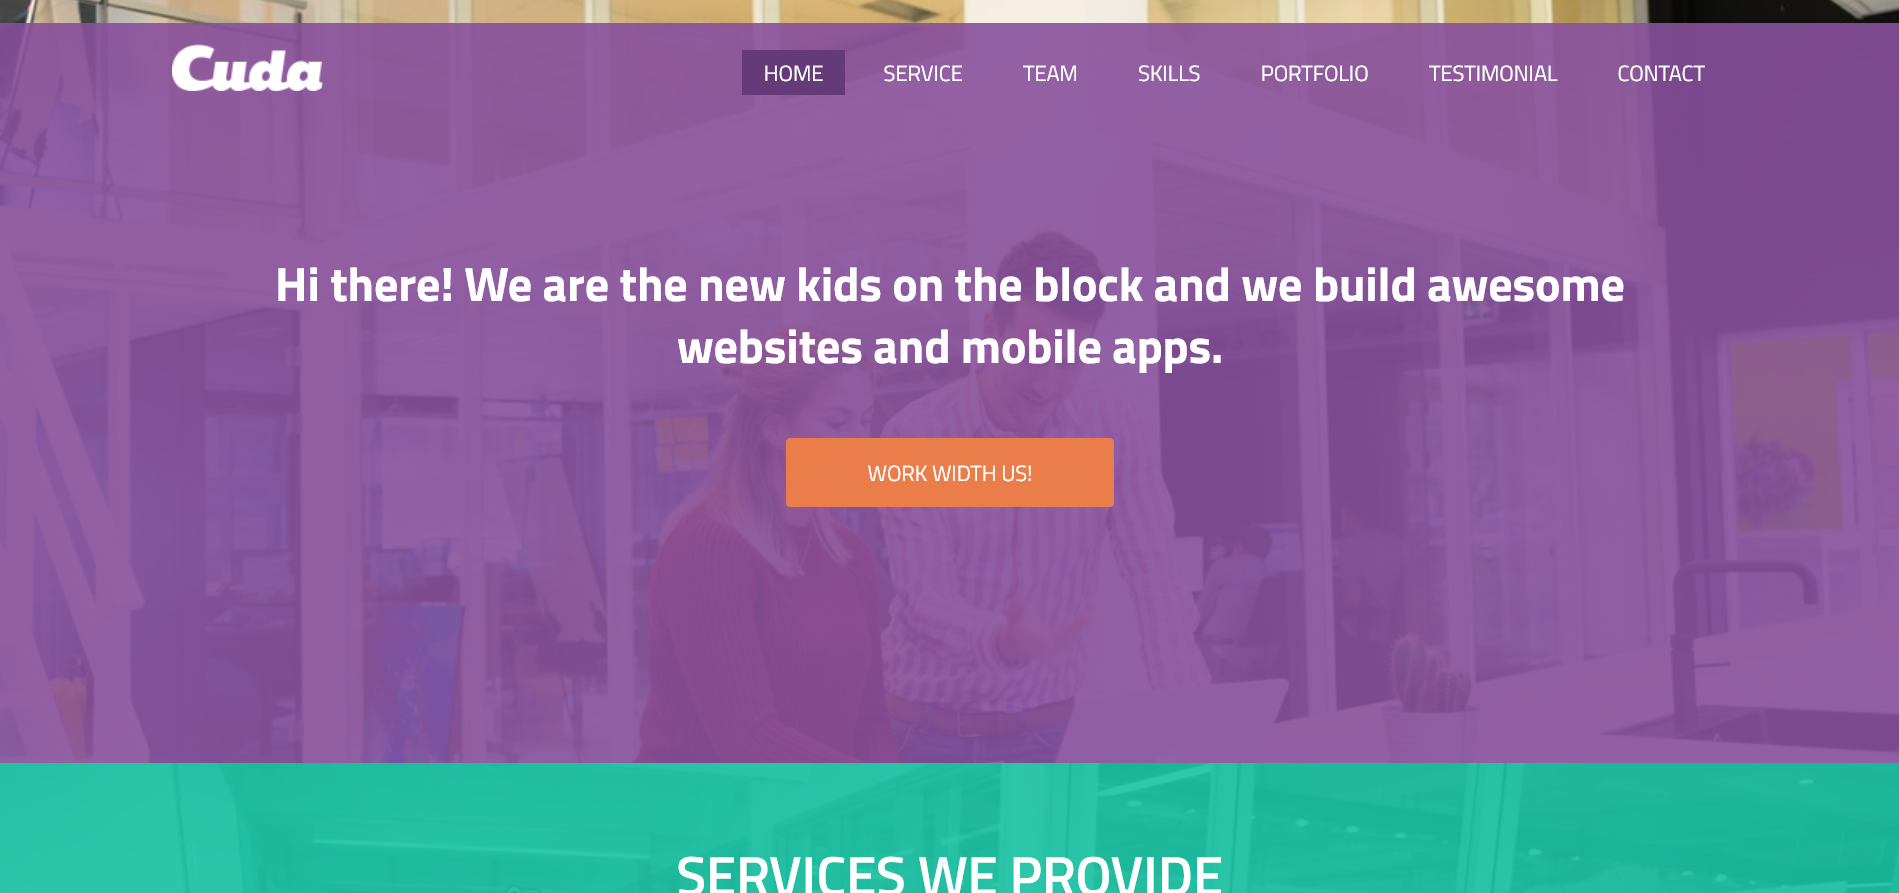 Cuda
HOME SERVICE TEAM SKILLS PORTFOLIO TESTIMONIAL CONTACT
Hi there! We are the new kids on the block and we build awesome
websites and mobile apps.
WORK WIDTH US!
SERVICES WE PROVIDE